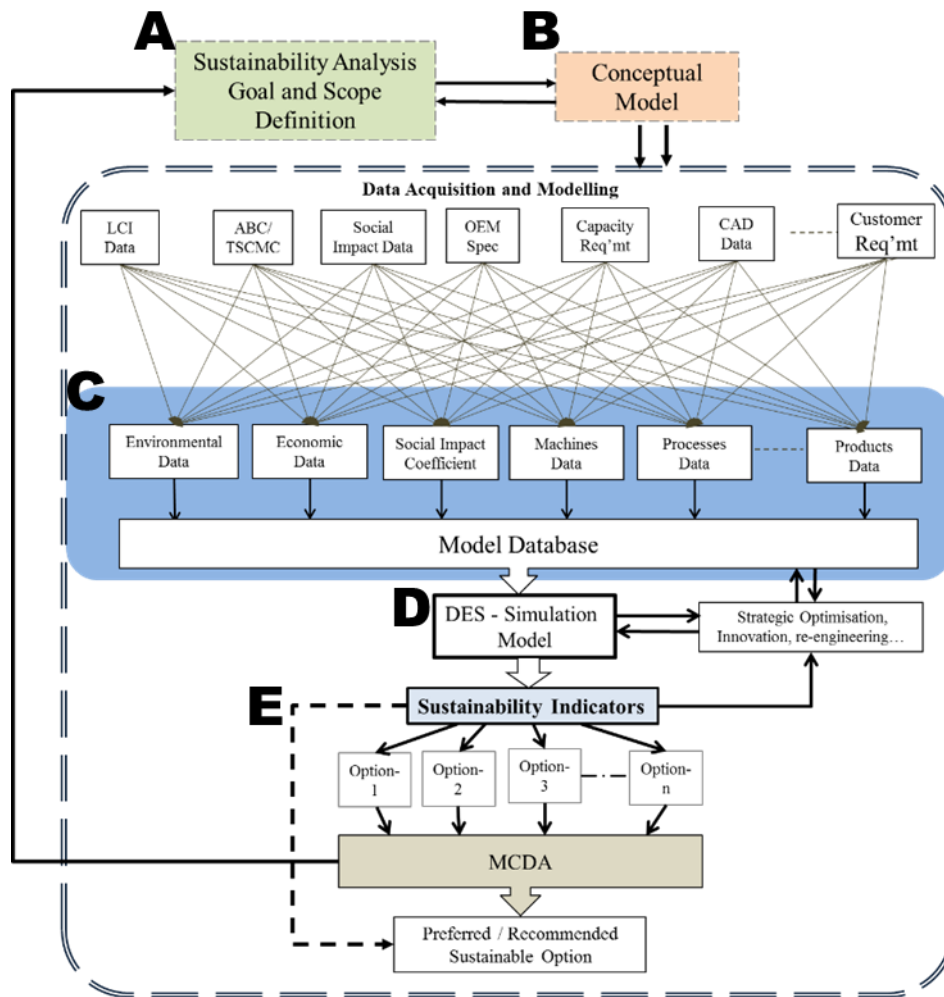 A
Sustainability Analysis
Goal and Scope
Definition
B
Conceptual
Model
Data Acquisition and Modelling
LCI
Data
ABC/
TSCMC
Social
Impact Data
OEM
Spec
Capacity
Req'mt
CAD
Data
Customer
Req'mt
C
Environmental
Data
Economic
Data
Social Impact
Coefficient
Machines
Data
Processes
Data
Products
Data
Model Database
D
DES - Simulation
Model
Strategic Optimisation,
Innovation, re-engineering...
E
Sustainability Indicators
Option-
1
Option-
2
Option-
3
Option-
n
MCDA
Preferred / Recommended
Sustainable Option